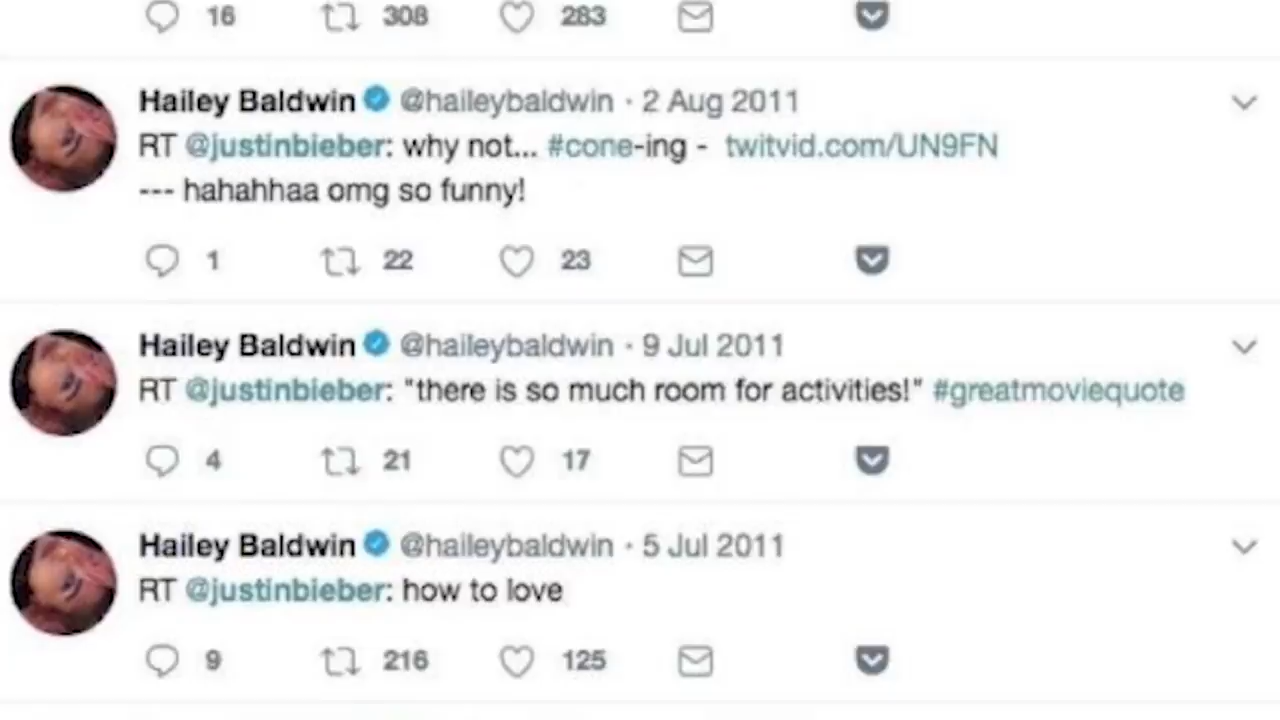 16 308 283
Hailey Baldwin @haileybaldwin · 2 Aug 2011
RT @justinbieber: why not... #cone-ing - twitvid.com/UN9FN
--- hahahhaa omg so funny!
1 22 23
Hailey Baldwin @haileybaldwin · 9 Jul 2011
RT @justinbieber: "there is so much room for activities!" #greatmoviequote
4 21 17
Hailey Baldwin @haileybaldwin · 5 Jul 2011
RT @justinbieber: how to love
9 216 125